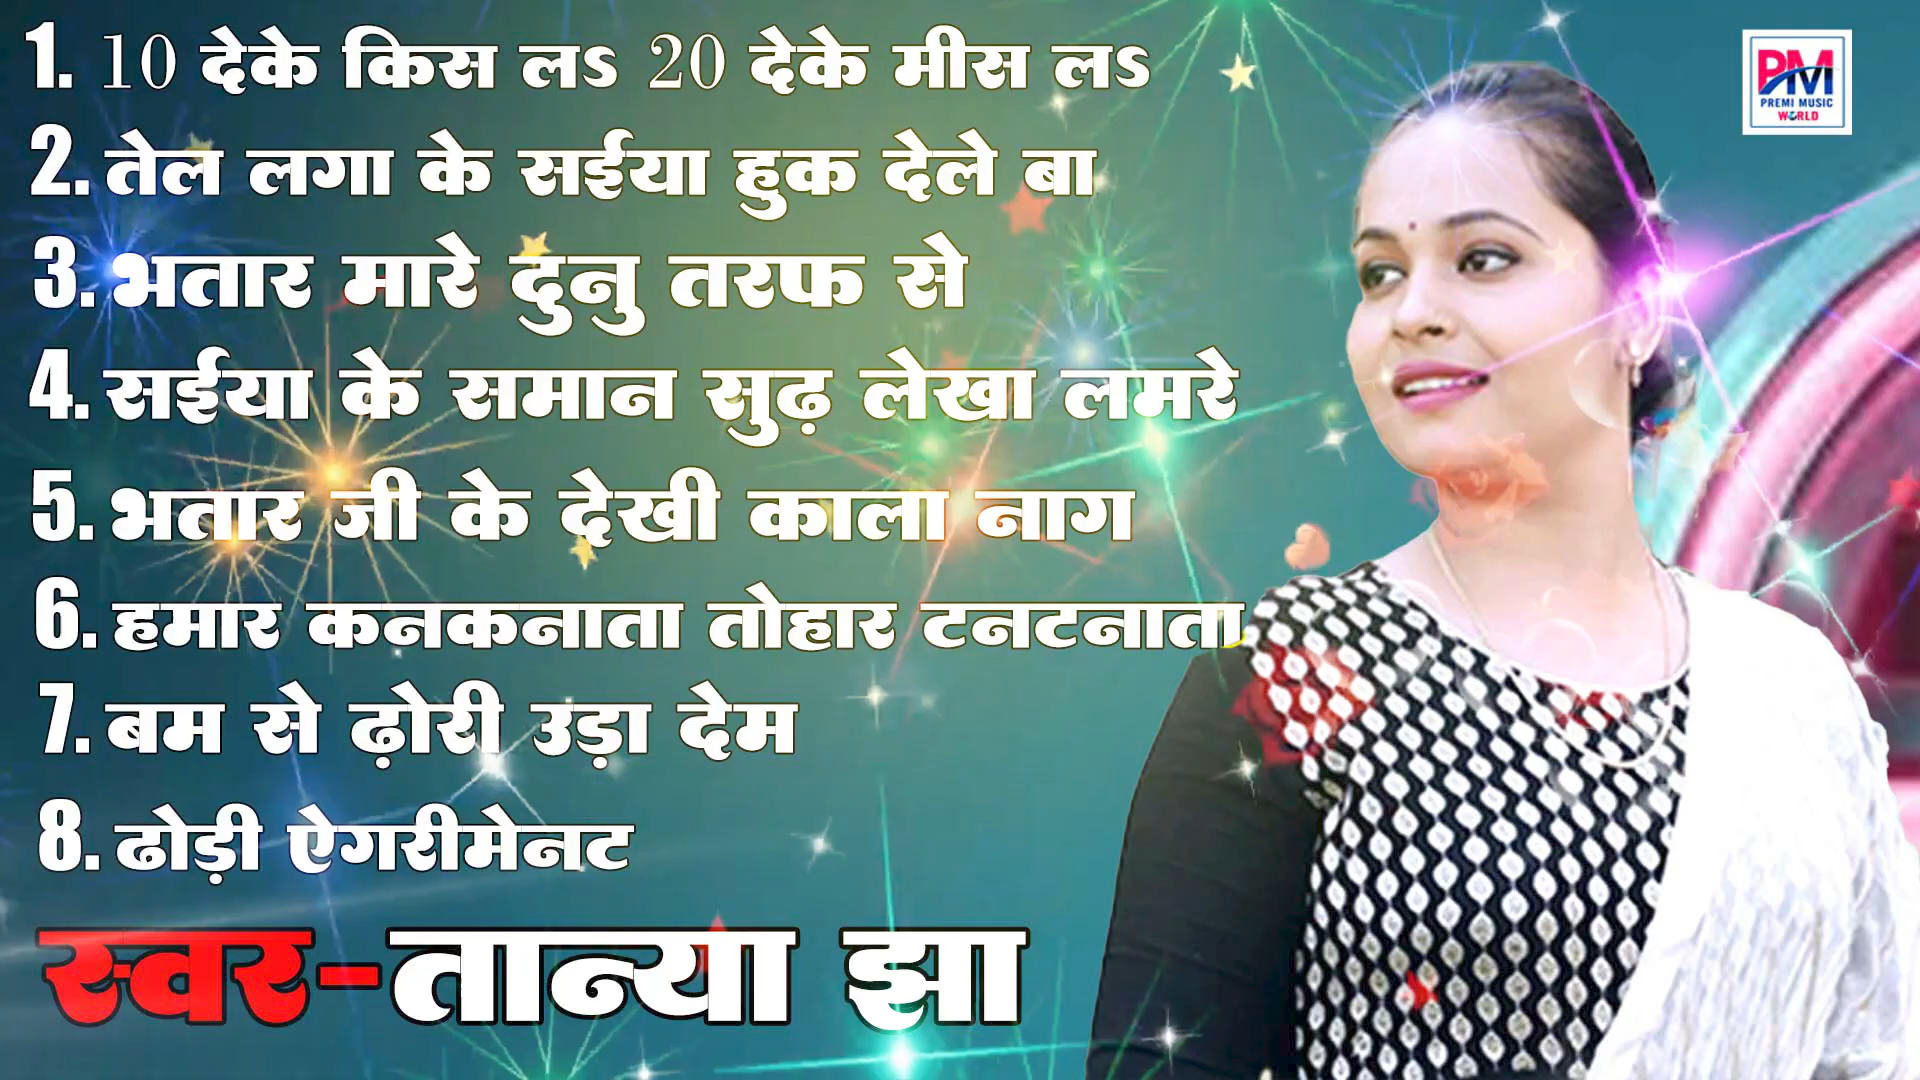 1. 10 देके किस लऽ 20 देके मीस लऽ
2. तेल लगा के सईया हुक देले बा
3. भतार मारे दुनु तरफ से
4. सईया के समान सुढ़ लेखा लमरे
5. भतार जी के देखी काला नाग
6. हमार कनकनाता तोहार टनटनाता
7. बम से ढ़ोरी उड़ा देम
8. ढोड़ी ऐगरीमेनट
स्वर-तान्या झा
PM
PREMI MUSIC
WORLD